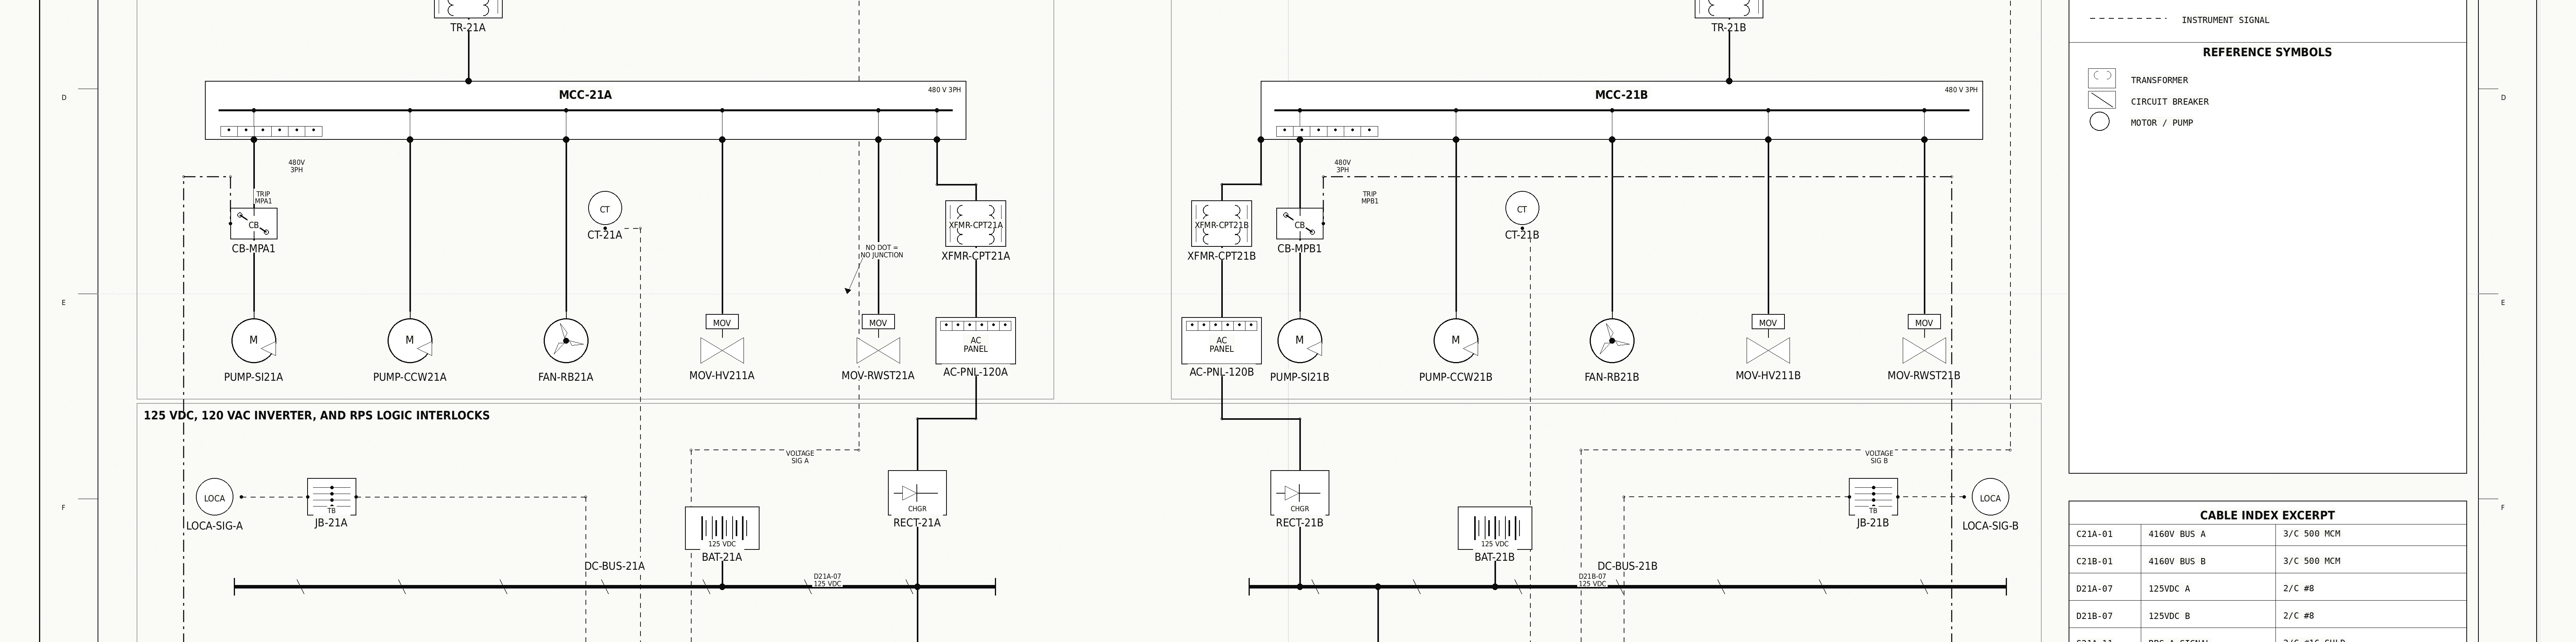 TR-21A
TR-21B
INSTRUMENT SIGNAL
REFERENCE SYMBOLS
TRANSFORMER
CIRCUIT BREAKER
MOTOR / PUMP
D
D
MCC-21A
480 V 3PH
MCC-21B
480 V 3PH
480V
3PH
TRIP
MPA1
CB
CB-MPA1
CT
CT-21A
NO DOT =
NO JUNCTION
XFMR-CPT21A
XFMR-CPT21A
480V
3PH
TRIP
MPB1
XFMR-CPT21B
XFMR-CPT21B
CB
CB-MPB1
CT
CT-21B
E
E
M
PUMP-SI21A
M
PUMP-CCW21A
FAN-RB21A
MOV
MOV-HV211A
MOV
MOV-RWST21A
AC
PANEL
AC-PNL-120A
AC
PANEL
AC-PNL-120B
M
PUMP-SI21B
M
PUMP-CCW21B
FAN-RB21B
MOV
MOV-HV211B
MOV
MOV-RWST21B
125 VDC, 120 VAC INVERTER, AND RPS LOGIC INTERLOCKS
VOLTAGE
SIG A
VOLTAGE
SIG B
F
F
LOCA
LOCA-SIG-A
TB
JB-21A
CHGR
RECT-21A
125 VDC
BAT-21A
DC-BUS-21A
D21A-07
125 VDC
CHGR
RECT-21B
125 VDC
BAT-21B
DC-BUS-21B
D21B-07
125 VDC
TB
JB-21B
LOCA
LOCA-SIG-B
CABLE INDEX EXCERPT
C21A-01 4160V BUS A 3/C 500 MCM
C21B-01 4160V BUS B 3/C 500 MCM
D21A-07 125VDC A 2/C #8
D21B-07 125VDC B 2/C #8